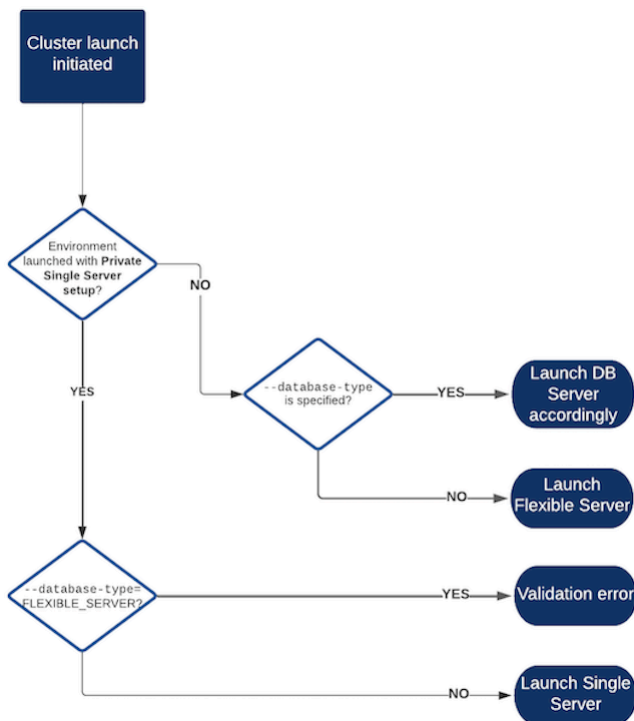 Cluster launch
initiated
Environment
launched with Private
Single Server
setup?
NO
YES
--database-type
is specified?
YES
Launch DB
Server
accordingly
NO
Launch
Flexible Server
--database-type=
FLEXIBLE_SERVER?
YES
Validation error
NO
Launch Single
Server